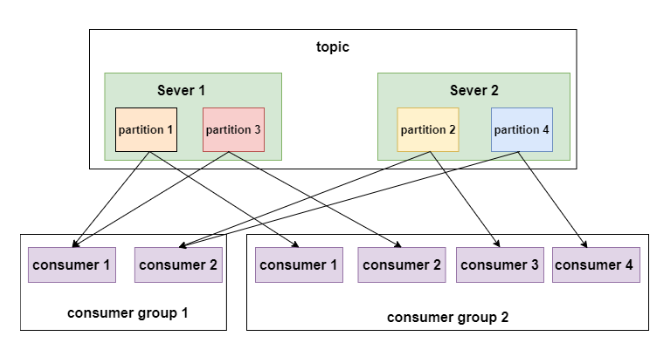 topic
Sever 1
Sever 2
partition 1
partition 3
partition 2
partition 4
consumer 1
consumer 2
consumer 1
consumer 2
consumer 3
consumer 4
consumer group 1
consumer group 2